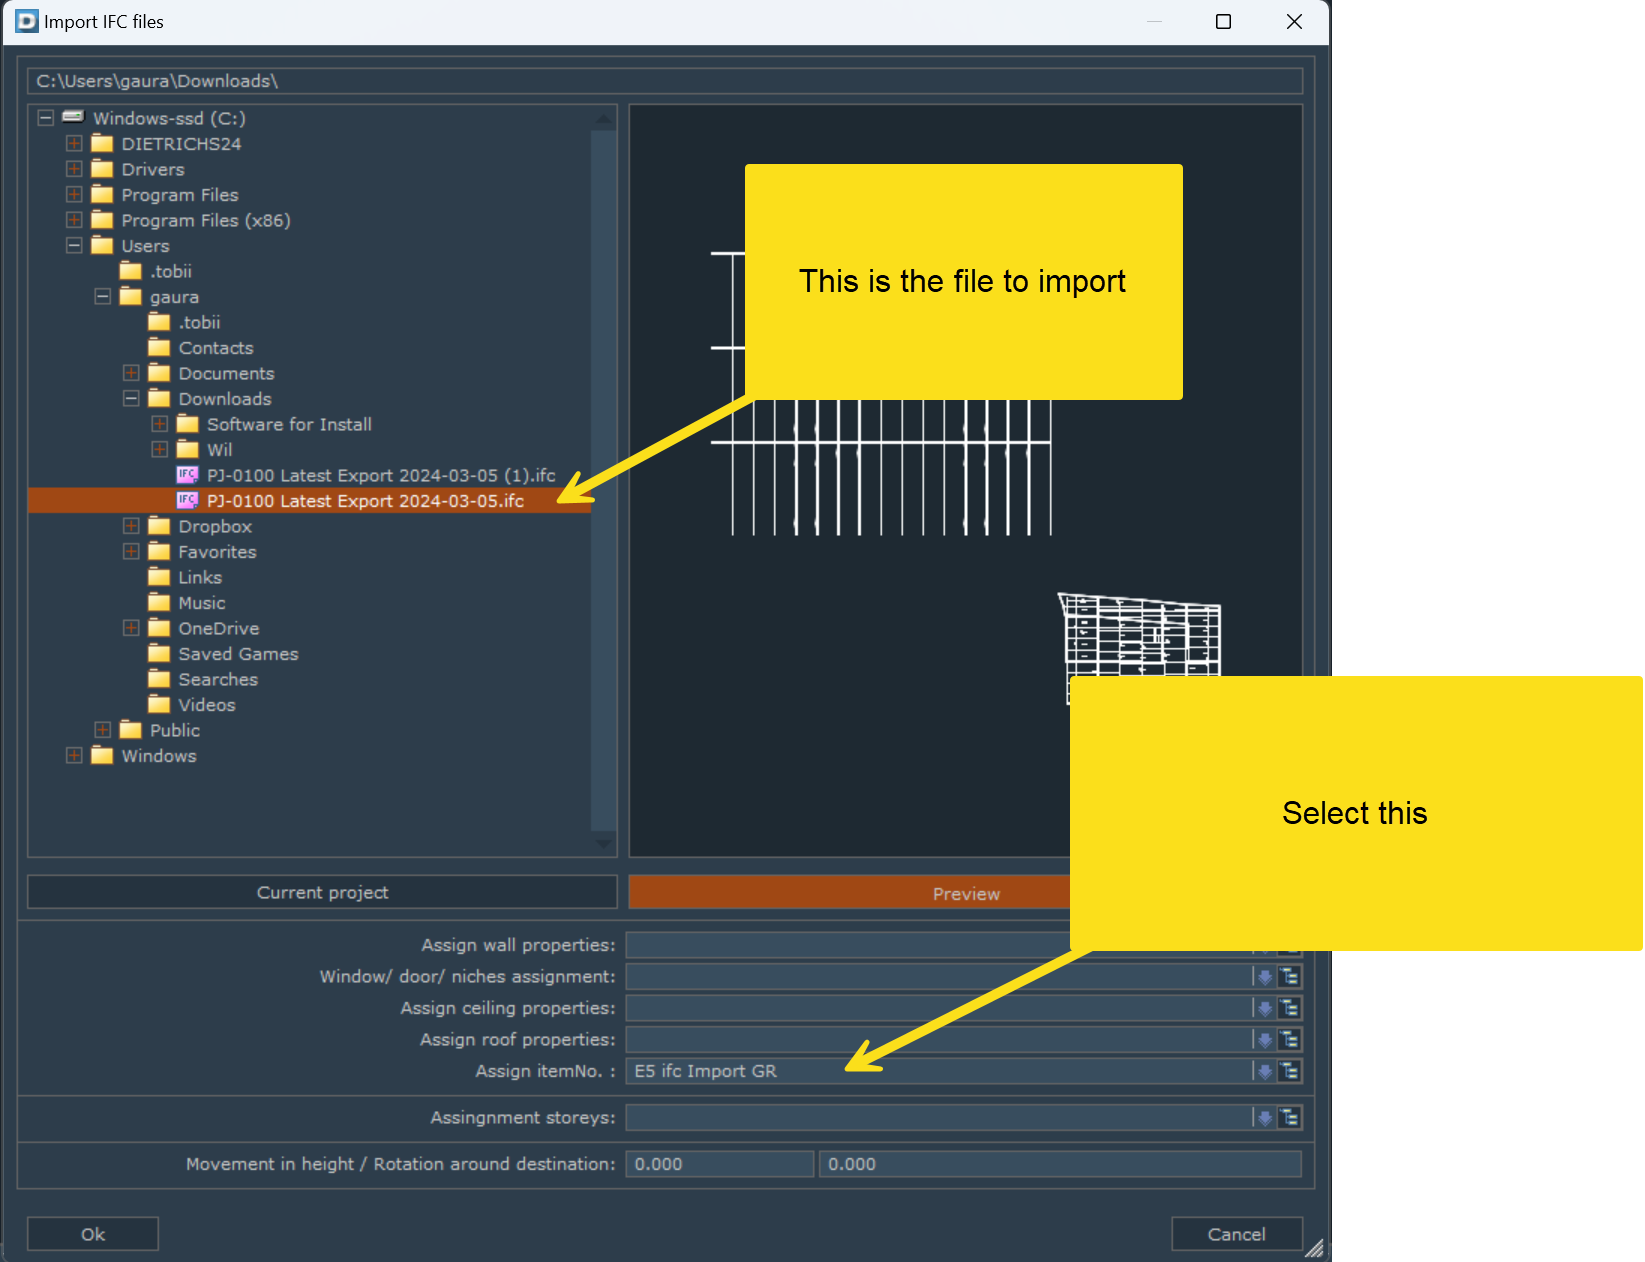 Import IFC files
C:\Users\gaura\Downloads\
Windows-ssd (C:)
DIETRICHS24
Drivers
Program Files
Program Files (x86)
Users
.tobii
gaura
.tobii
Contacts
Documents
Downloads
Software for Install
Wil
PJ-0100 Latest Export 2024-03-05 (1).ifc
PJ-0100 Latest Export 2024-03-05.ifc
Dropbox
Favorites
Links
Music
OneDrive
Saved Games
Searches
Videos
Public
Windows
This is the file to import
Select this
Current project
Preview
Assign wall properties:
Window/ door/ niches assignment:
Assign ceiling properties:
Assign roof properties:
Assign itemNo. : E5 ifc Import GR
Assingnment storeys:
Movement in height / Rotation around destination: 0.000 0.000
Ok
Cancel